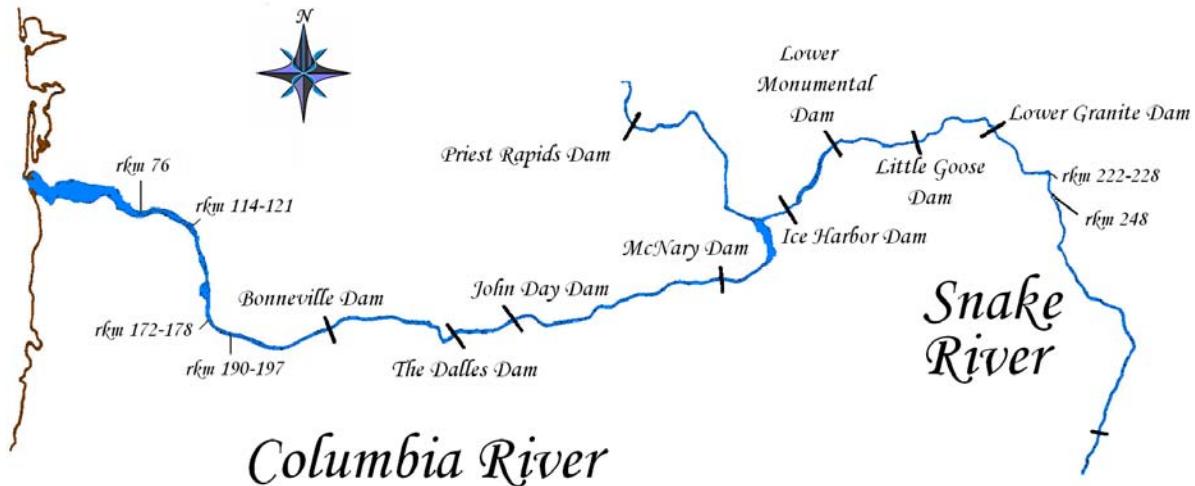 N
Lower
Monumental
Dam
Lower Granite Dam
Priest Rapids Dam
Little Goose
Dam
rkm 76
rkm 222-228
rkm 114-121
rkm 248
Ice Harbor Dam
McNary Dam
John Day Dam
Bonneville Dam
Snake
River
rkm 172-178
rkm 190-197
The Dalles Dam
Columbia River